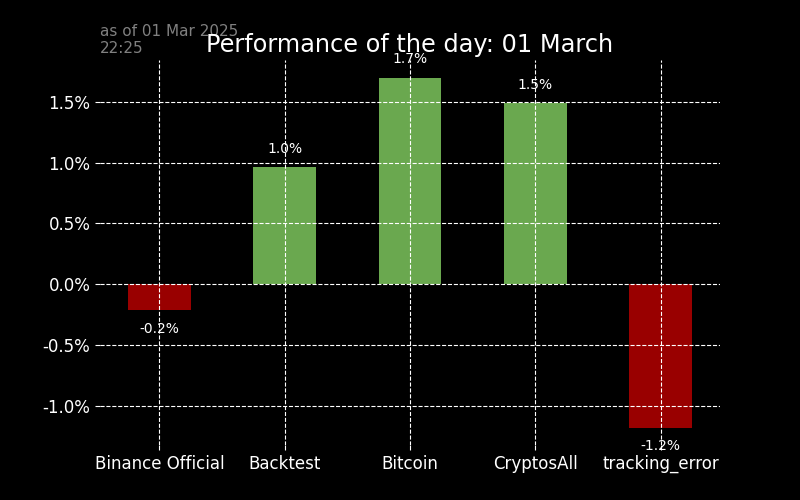 as of 01 Mar 2025
22:25
Performance of the day: 01 March
1.7%
1.5%
1.0%
-0.2%
-1.2%
1.5%
1.0%
0.5%
0.0%
-0.5%
-1.0%
Binance Official
Backtest
Bitcoin
CryptosAll
tracking_error